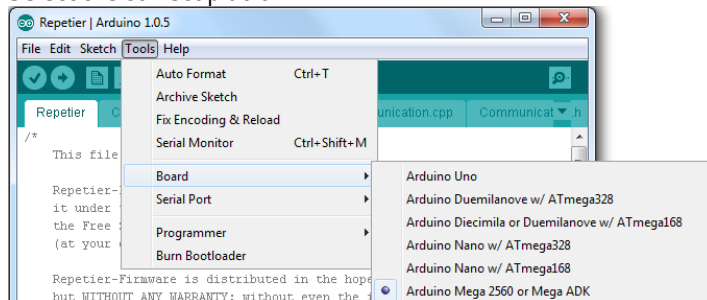 Repetier | Arduino 1.0.5
File Edit Sketch Tools Help
Auto Format Ctrl+T
Archive Sketch
Fix Encoding & Reload
Serial Monitor Ctrl+Shift+M
Board
Serial Port
Programmer
Burn Bootloader
Repetier C unication.cpp Communicat .h
/*
This file
Repetier-
it under
the Free
(at your
Repetier-Firmware is distributed in the hope
but WITHOUT ANY WARRANTY; without even the
Arduino Uno
Arduino Duemilanove w/ ATmega328
Arduino Diecimila or Duemilanove w/ ATmega168
Arduino Nano w/ ATmega328
Arduino Nano w/ ATmega168
Arduino Mega 2560 or Mega ADK